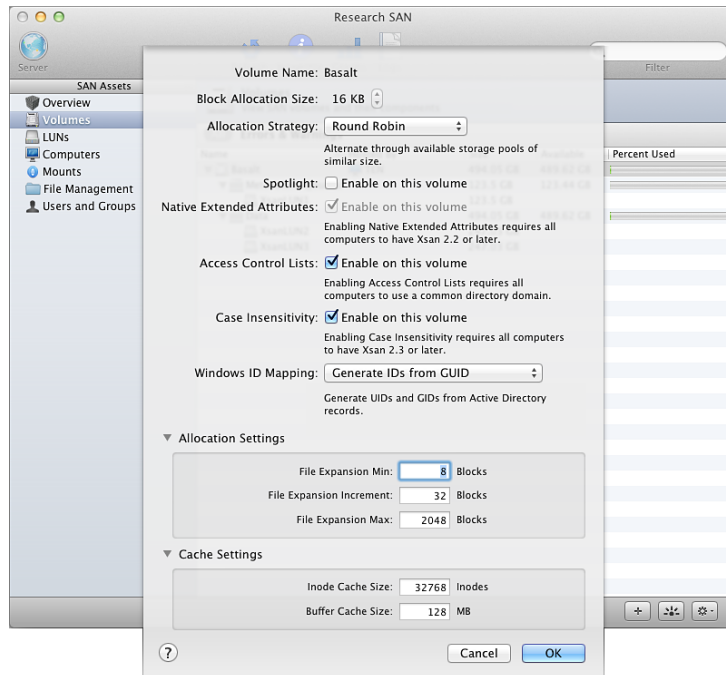 Research SAN
Server
Filter
SAN Assets
Overview
Volumes
LUNs
Computers
Mounts
File Management
Users and Groups
Percent Used
Volume Name: Basalt
Block Allocation Size: 16 KB
Allocation Strategy: Round Robin
Alternate through available storage pools of
similar size.
Spotlight: Enable on this volume
Native Extended Attributes: Enable on this volume
Enabling Native Extended Attributes requires all
computers to have Xsan 2.2 or later.
Access Control Lists: Enable on this volume
Enabling Access Control Lists requires all
computers to use a common directory domain.
Case Insensitivity: Enable on this volume
Enabling Case Insensitivity requires all computers
to have Xsan 2.3 or later.
Windows ID Mapping: Generate IDs from GUID
Generate UIDs and GIDs from Active Directory
records.
Allocation Settings
File Expansion Min: 8 Blocks
File Expansion Increment: 32 Blocks
File Expansion Max: 2048 Blocks
Cache Settings
Inode Cache Size: 32768 Inodes
Buffer Cache Size: 128 MB
? Cancel OK